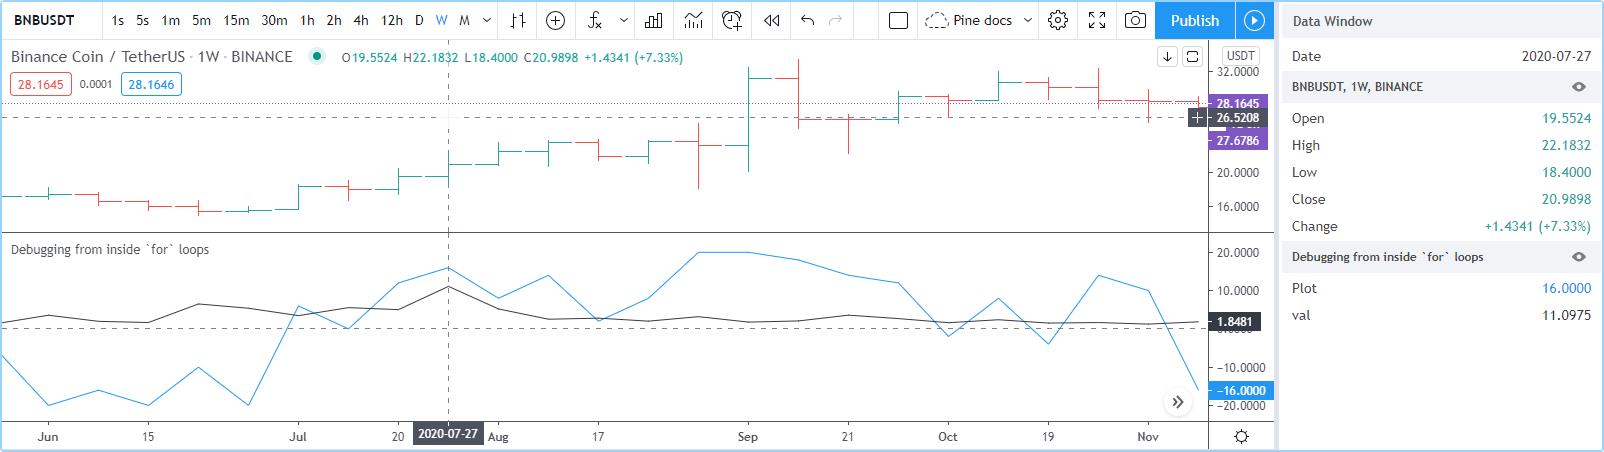 BNBUSDT 1s 5s 1m 5m 15m 30m 1h 2h 4h 12h D W M Pine docs Publish
Binance Coin / TetherUS · 1W · BINANCE O19.5524 H22.1832 L18.4000 C20.9898 +1.4341 (+7.33%) USDT
28.1645 0.0001 28.1646
32.0000
28.1645
26.5208
27.6786
20.0000
16.0000
Debugging from inside `for` loops
20.0000
10.0000
1.8481
−10.0000
−16.0000
−20.0000
Jun 15 Jul 20 2020-07-27 Aug 17 Sep 21 Oct 19 Nov
Data Window
Date 2020-07-27
BNBUSDT, 1W, BINANCE
Open 19.5524
High 22.1832
Low 18.4000
Close 20.9898
Change +1.4341 (+7.33%)
Debugging from inside `for` loops
Plot 16.0000
val 11.0975